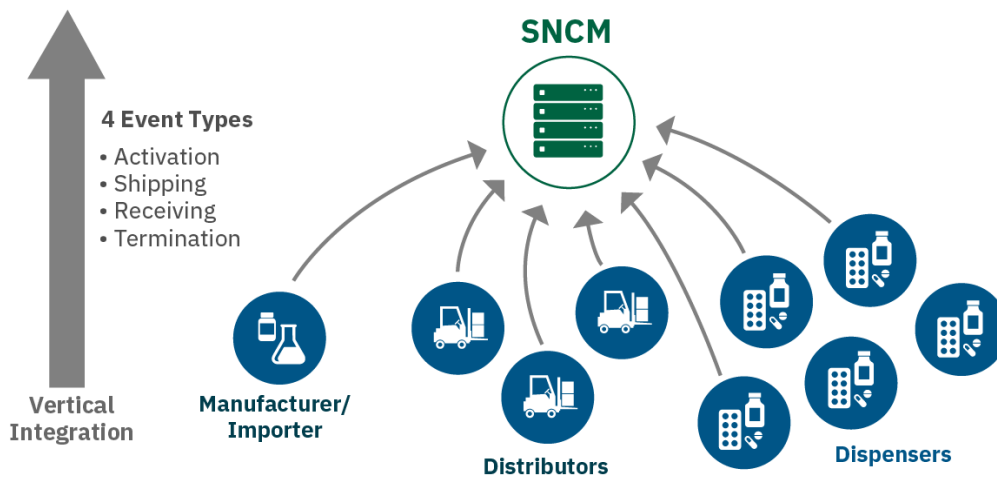 SNCM
4 Event Types
• Activation
• Shipping
• Receiving
• Termination
Vertical
Integration
Manufacturer/
Importer
Distributors
Dispensers